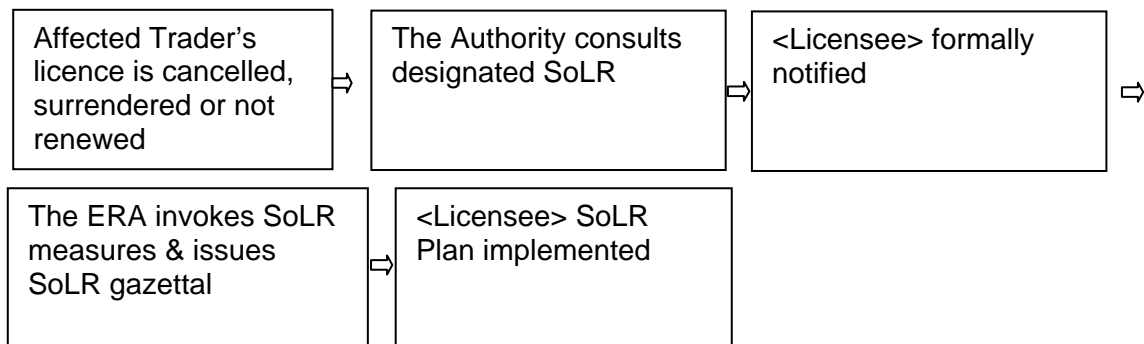 Affected Trader’s
licence is cancelled,
surrendered or not
renewed
The Authority consults
designated SoLR
<Licensee> formally
notified
The ERA invokes SoLR
measures & issues
SoLR gazettal
<Licensee> SoLR
Plan implemented